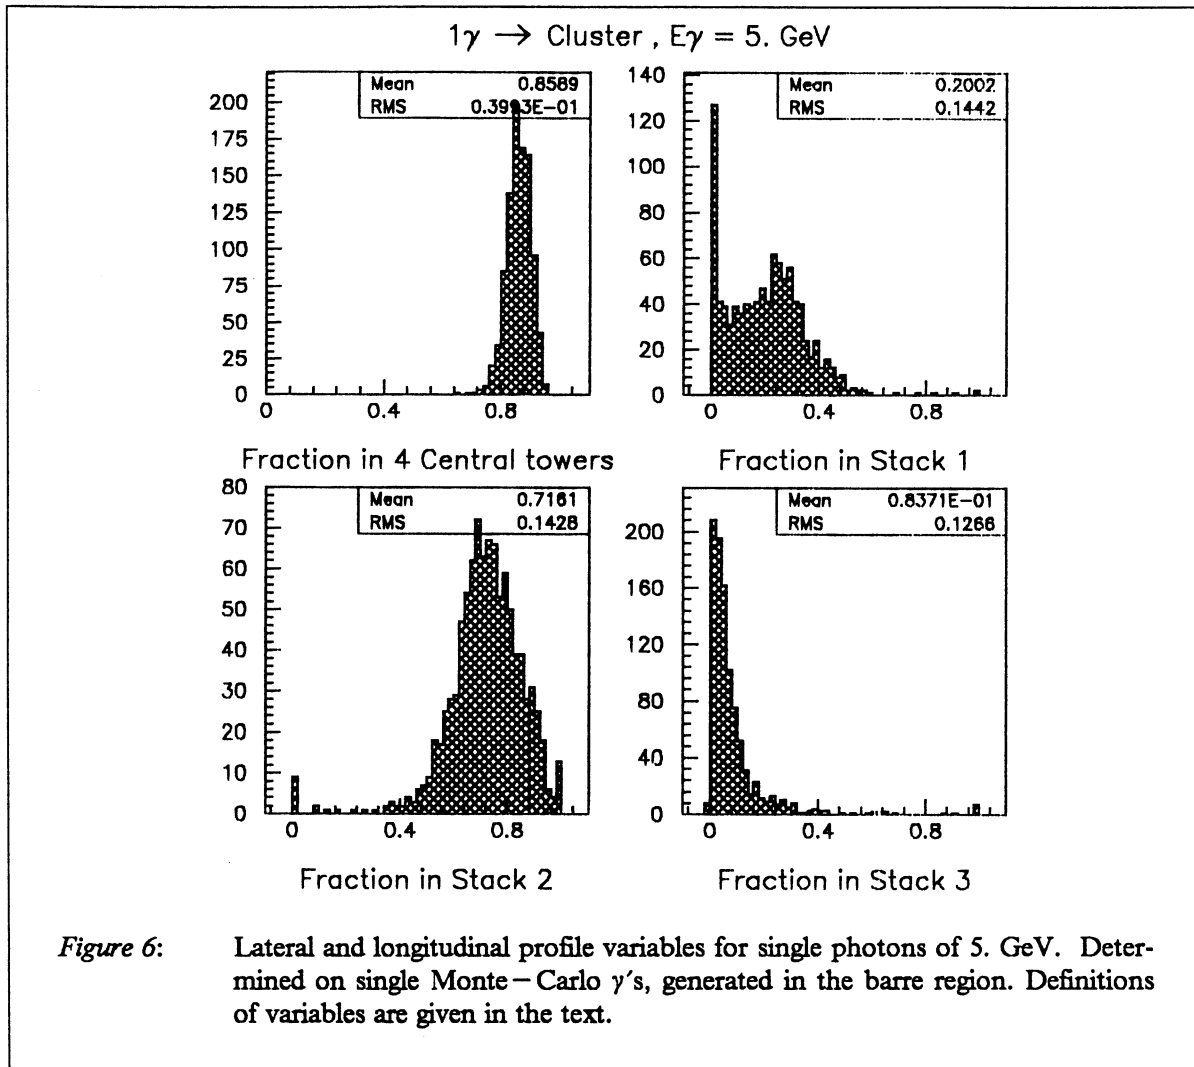 1γ → Cluster , Eγ = 5. GeV
Mean 0.8589
RMS 0.3993E−01
200
175
150
125
100
75
50
25
0
0 0.4 0.8
Fraction in 4 Central towers
Mean 0.2002
RMS 0.1442
140
120
100
80
60
40
20
0
0 0.4 0.8
Fraction in Stack 1
Mean 0.7161
RMS 0.1428
80
70
60
50
40
30
20
10
0
0 0.4 0.8
Fraction in Stack 2
Mean 0.8371E−01
RMS 0.1266
200
160
120
80
40
0
0 0.4 0.8
Fraction in Stack 3
Figure 6: Lateral and longitudinal profile variables for single photons of 5. GeV. Deter-
mined on single Monte−Carlo γ's, generated in the barre region. Definitions
of variables are given in the text.